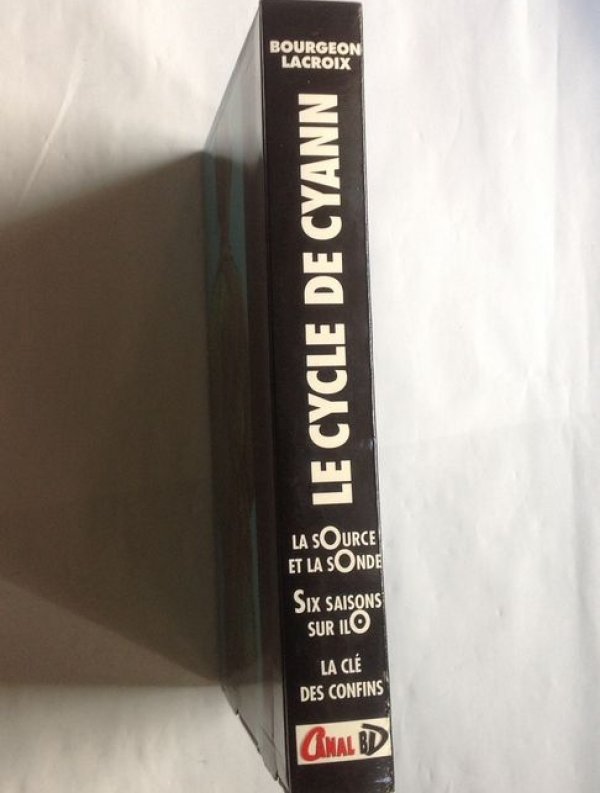 BOURGEON
LACROIX
LE CYCLE DE CYANN
LA SOURCE
ET LA SONDE
SIX SAISONS
SUR ILO
LA CLÉ
DES CONFINS
CANAL BD